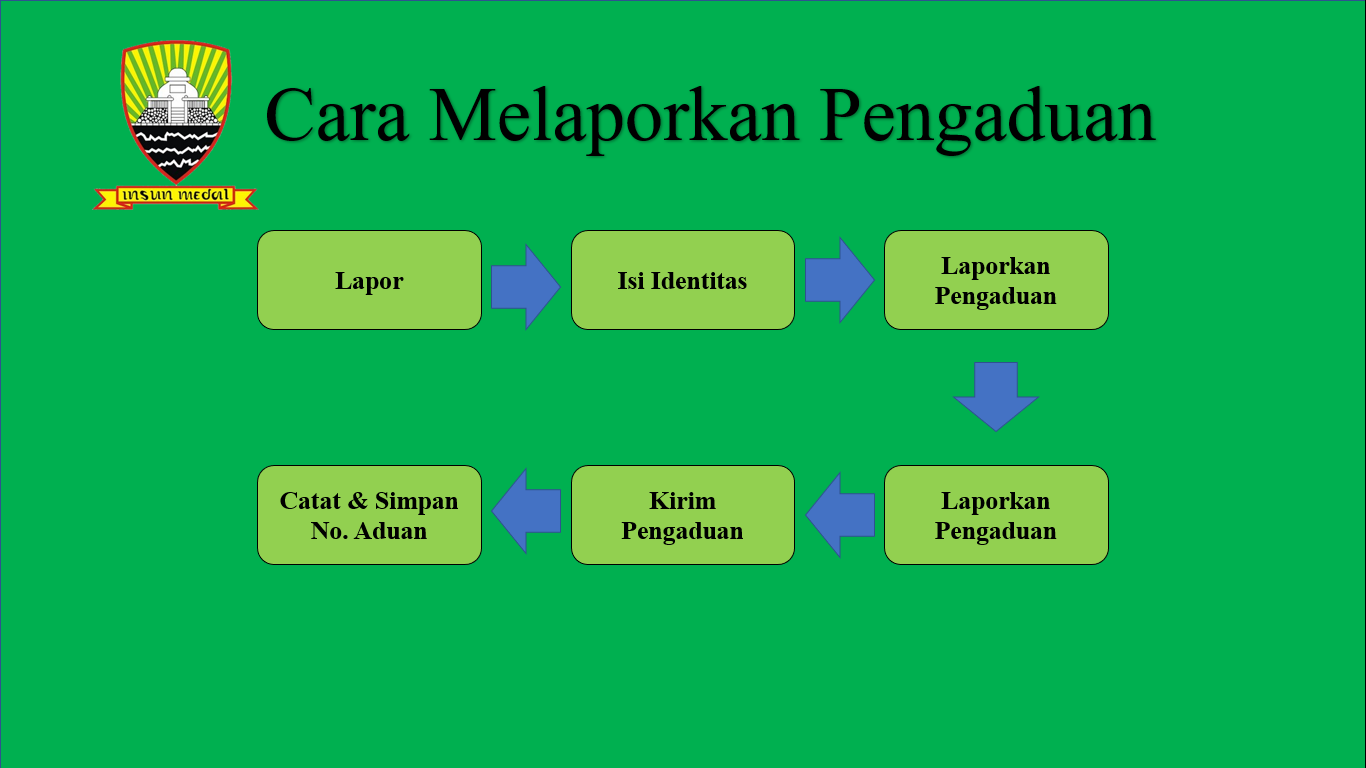 Cara Melaporkan Pengaduan
insun medal
Lapor
Isi Identitas
Laporkan
Pengaduan
Laporkan
Pengaduan
Kirim
Pengaduan
Catat & Simpan
No. Aduan